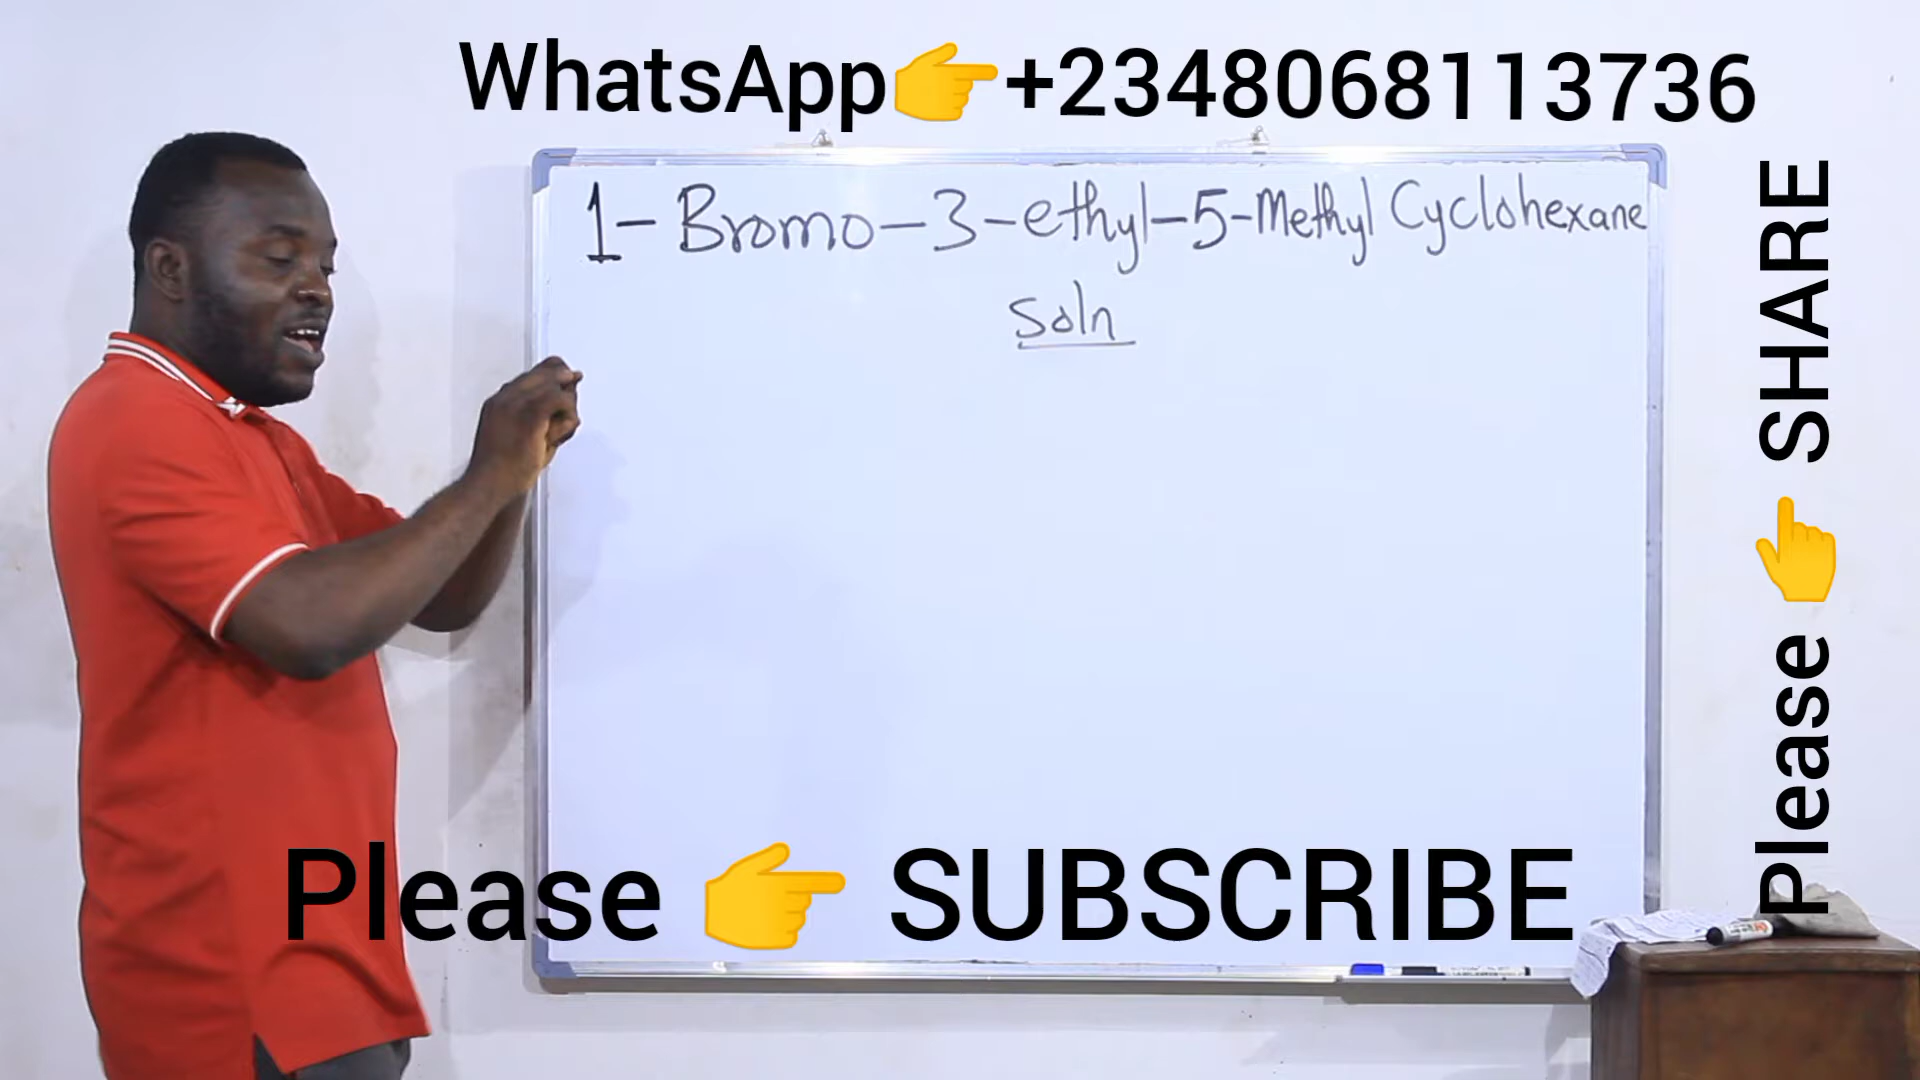 WhatsApp👉+2348068113736
1-Bromo-3-ethyl-5-Methyl Cyclohexane
Soln
Please 👉 SHARE
Please 👉 SUBSCRIBE